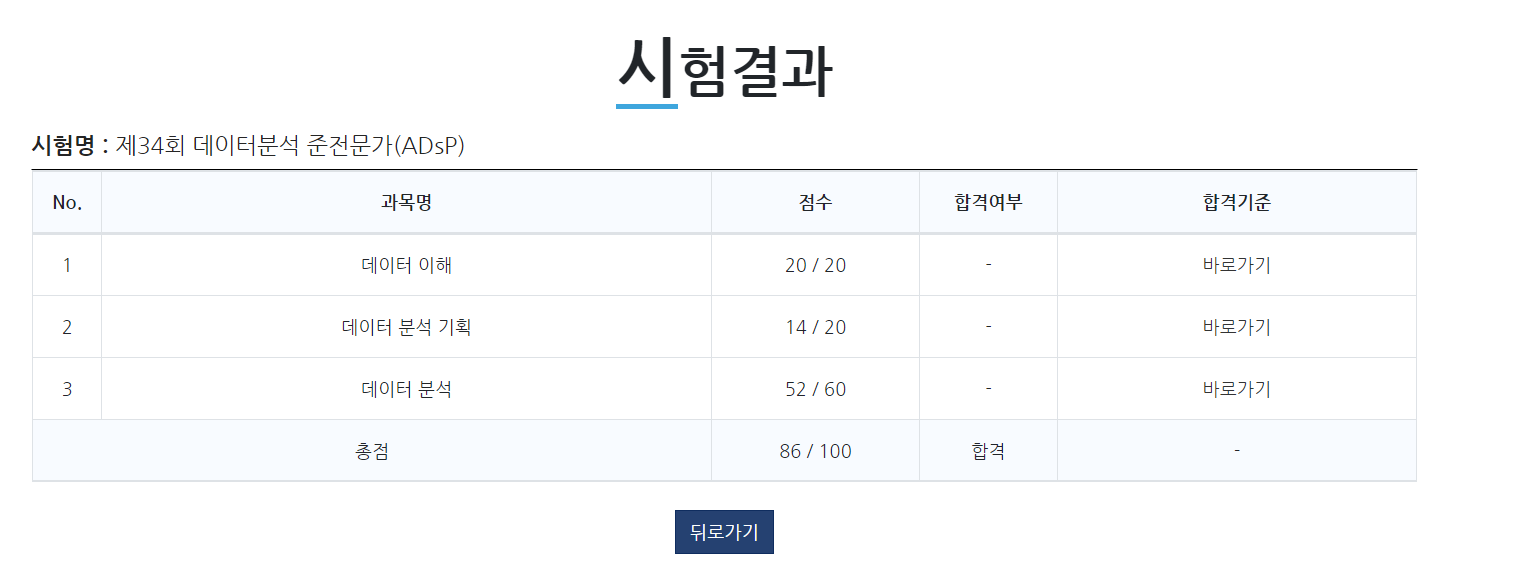 시험결과
시험명 : 제34회 데이터분석 준전문가(ADsP)
No. 과목명 점수 합격여부 합격기준
1 데이터 이해 20 / 20 - 바로가기
2 데이터 분석 기획 14 / 20 - 바로가기
3 데이터 분석 52 / 60 - 바로가기
총점 86 / 100 합격 -
뒤로가기